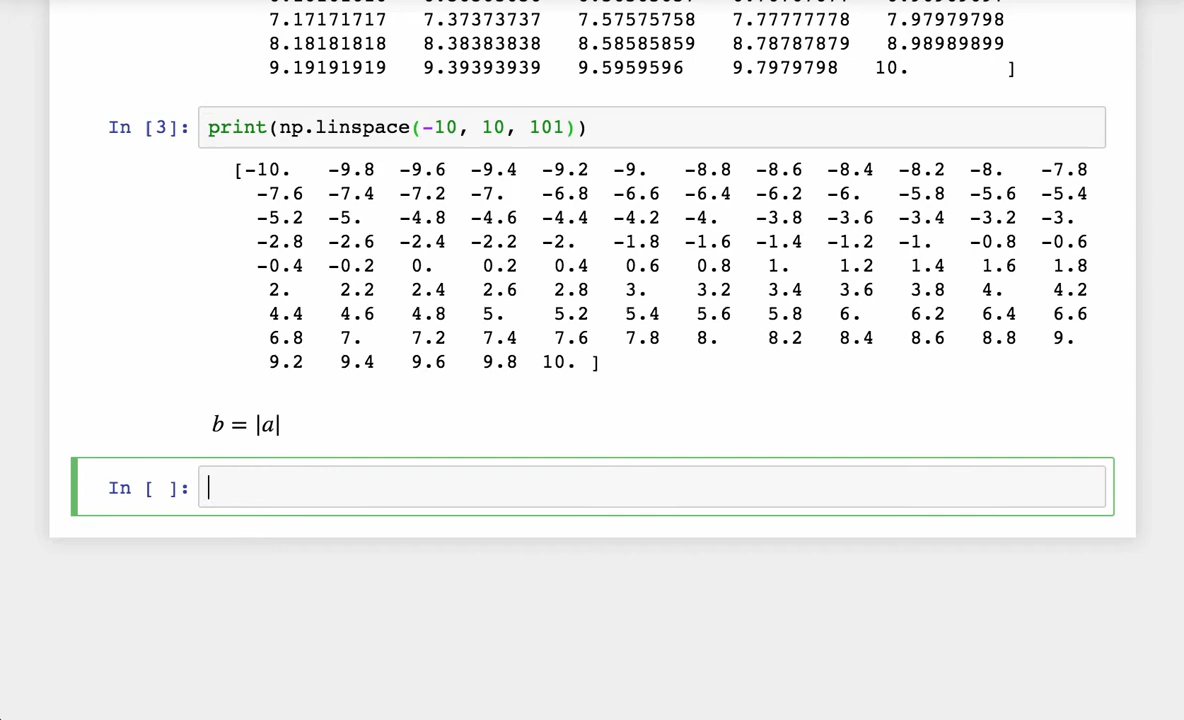 7.17171717 7.37373737 7.57575758 7.77777778 7.97979798
8.18181818 8.38383838 8.58585859 8.78787879 8.98989899
9.19191919 9.39393939 9.5959596 9.7979798 10. ]
In [3]: print(np.linspace(-10, 10, 101))
[-10. -9.8 -9.6 -9.4 -9.2 -9. -8.8 -8.6 -8.4 -8.2 -8. -7.8
-7.6 -7.4 -7.2 -7. -6.8 -6.6 -6.4 -6.2 -6. -5.8 -5.6 -5.4
-5.2 -5. -4.8 -4.6 -4.4 -4.2 -4. -3.8 -3.6 -3.4 -3.2 -3.
-2.8 -2.6 -2.4 -2.2 -2. -1.8 -1.6 -1.4 -1.2 -1. -0.8 -0.6
-0.4 -0.2 0. 0.2 0.4 0.6 0.8 1. 1.2 1.4 1.6 1.8
2. 2.2 2.4 2.6 2.8 3. 3.2 3.4 3.6 3.8 4. 4.2
4.4 4.6 4.8 5. 5.2 5.4 5.6 5.8 6. 6.2 6.4 6.6
6.8 7. 7.2 7.4 7.6 7.8 8. 8.2 8.4 8.6 8.8 9.
9.2 9.4 9.6 9.8 10. ]
b = |a|
In [ ]: